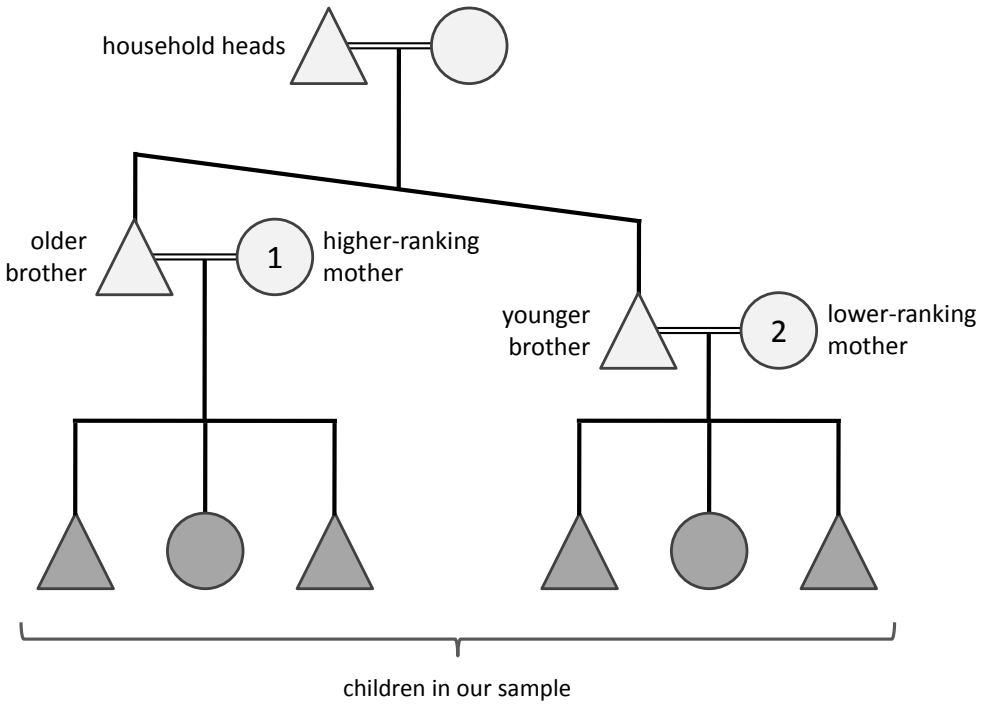 household heads
older
brother
1
higher-ranking
mother
younger
brother
2
lower-ranking
mother
children in our sample